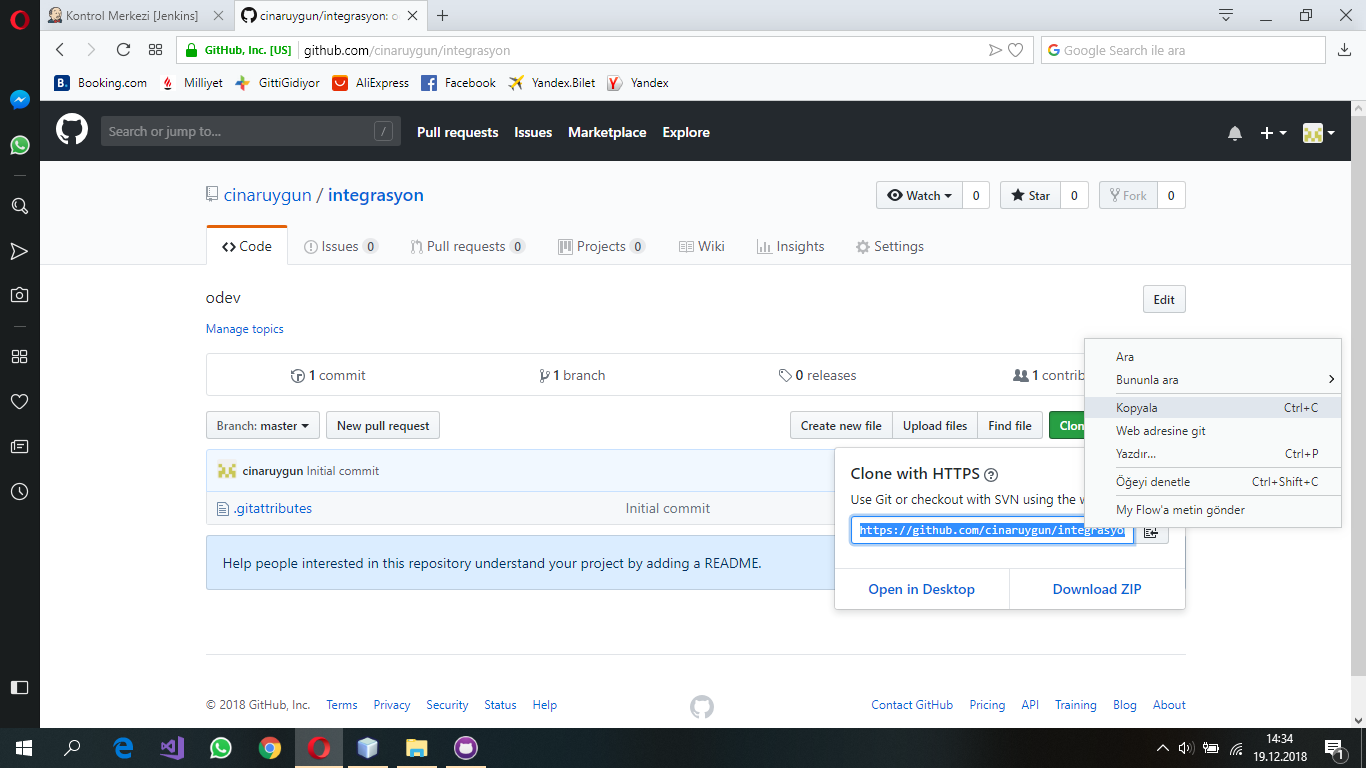 Kontrol Merkezi [Jenkins]
cinaruygun/integrasyon: o
GitHub, Inc. [US]
github.com/cinaruygun/integrasyon
Google Search ile ara
B.
Booking.com
Milliyet
GittiGidiyor
AliExpress
Facebook
Yandex.Bilet
Yandex
Search or jump to...
/
Pull requests
Issues
Marketplace
Explore
cinaruygun / integrasyon
Watch
0
Star
0
Fork
0
Code
Issues 0
Pull requests 0
Projects 0
Wiki
Insights
Settings
odev
Edit
Manage topics
1 commit
1 branch
0 releases
1 contrib
Branch: master
New pull request
Create new file
Upload files
Find file
Clon
cinaruygun Initial commit
.gitattributes
Initial commit
Help people interested in this repository understand your project by adding a README.
Clone with HTTPS
Use Git or checkout with SVN using the w
https://github.com/cinaruygun/integrasyo
Open in Desktop
Download ZIP
Ara
Bununla ara
Kopyala Ctrl+C
Web adresine git
Yazdır... Ctrl+P
Öğeyi denetle Ctrl+Shift+C
My Flow'a metin gönder
© 2018 GitHub, Inc.
Terms
Privacy
Security
Status
Help
Contact GitHub
Pricing
API
Training
Blog
About
14:34
19.12.2018
1